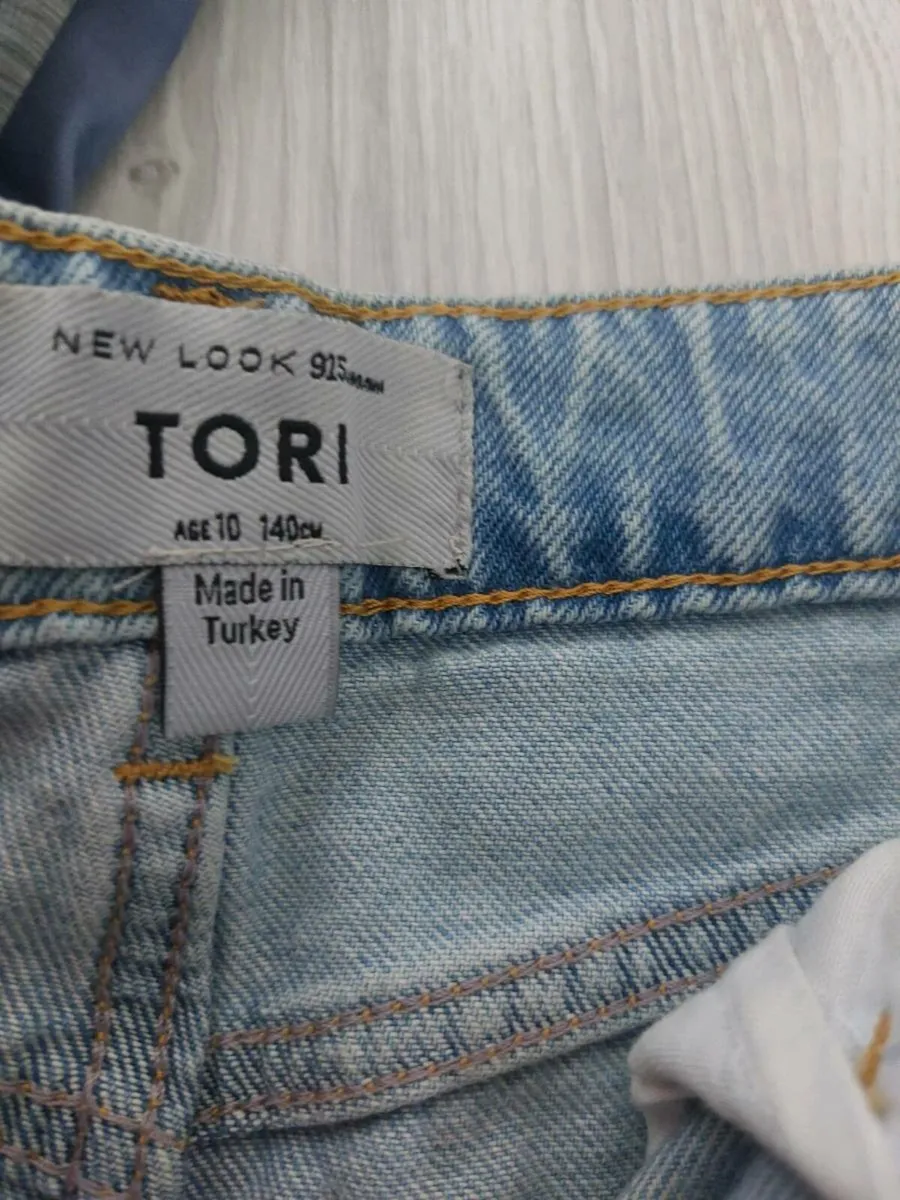 NEW LOOK 915
TORI
AGE 10 140CM
Made in
Turkey